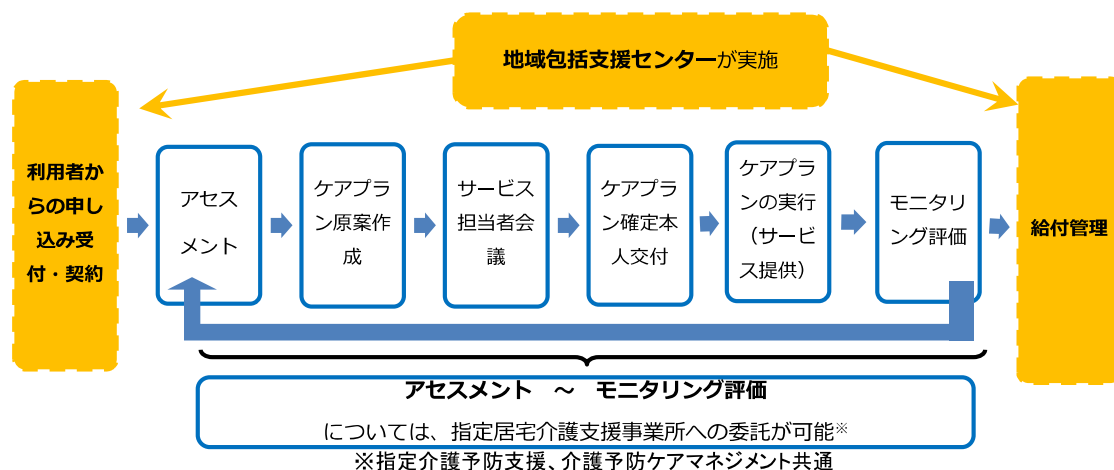 地域包括支援センターが実施
利用者か
らの申し
込み受
付・契約
アセス
メント
ケアプラ
ン原案作
成
サービス
担当者会
議
ケアプラ
ン確定本
人交付
ケアプラ
ンの実行
（サービ
ス提供）
モニタリ
ング評価
給付管理
アセスメント　～　モニタリング評価
については、指定居宅介護支援事業所への委託が可能※
※指定介護予防支援、介護予防ケアマネジメント共通